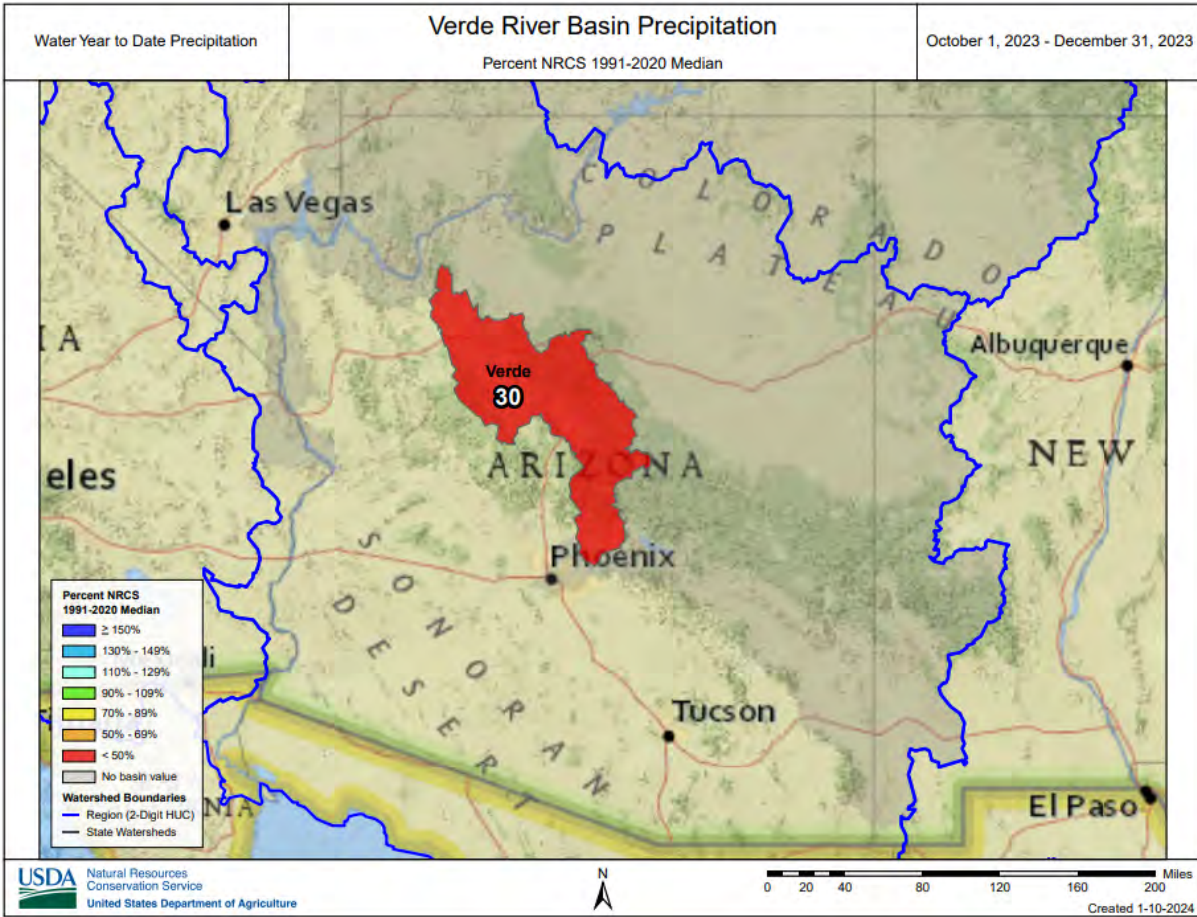 Water Year to Date Precipitation
Verde River Basin Precipitation
Percent NRCS 1991-2020 Median
October 1, 2023 - December 31, 2023
Las Vegas
COLORADO
PLATEAU
IA
Albuquerque
Verde
30
ARIZONA
NEW
eles
Phoenix
SONORAN
DESERT
Tucson
El Paso
Percent NRCS
1991-2020 Median
≥ 150%
130% - 149%
110% - 129%
90% - 109%
70% - 89%
50% - 69%
< 50%
No basin value
Watershed Boundaries
Region (2-Digit HUC)
State Watersheds
li
NIA
USDA
Natural Resources
Conservation Service
United States Department of Agriculture
N
0 20 40 80 120 160 200 Miles
Created 1-10-2024